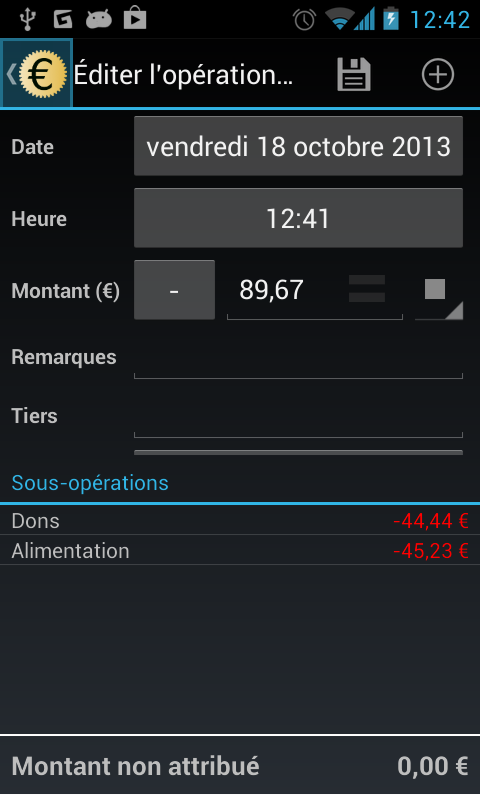 12:42
€ Éditer l'opération…
Date vendredi 18 octobre 2013
Heure 12:41
Montant (€) - 89,67
Remarques
Tiers
Sous-opérations
Dons -44,44 €
Alimentation -45,23 €
Montant non attribué 0,00 €